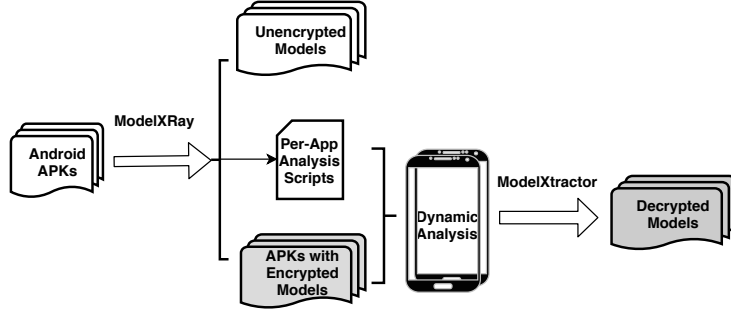 Unencrypted
Models
ModelXRay
Android
APKs
Per-App
Analysis
Scripts
APKs with
Encrypted
Models
Dynamic
Analysis
ModelXtractor
Decrypted
Models